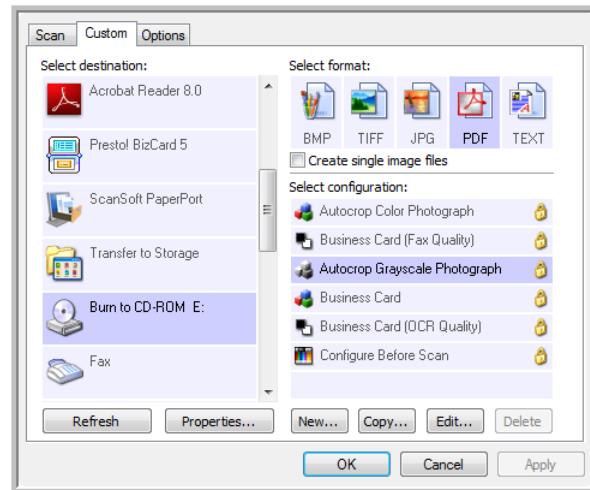 Scan Custom Options
Select destination:
Acrobat Reader 8.0
Presto! BizCard 5
ScanSoft PaperPort
Transfer to Storage
Burn to CD-ROM E:
Fax
Refresh Properties...
Select format:
BMP TIFF JPG PDF TEXT
Create single image files
Select configuration:
Autocrop Color Photograph
Business Card (Fax Quality)
Autocrop Grayscale Photograph
Business Card
Business Card (OCR Quality)
Configure Before Scan
New... Copy... Edit... Delete
OK Cancel Apply